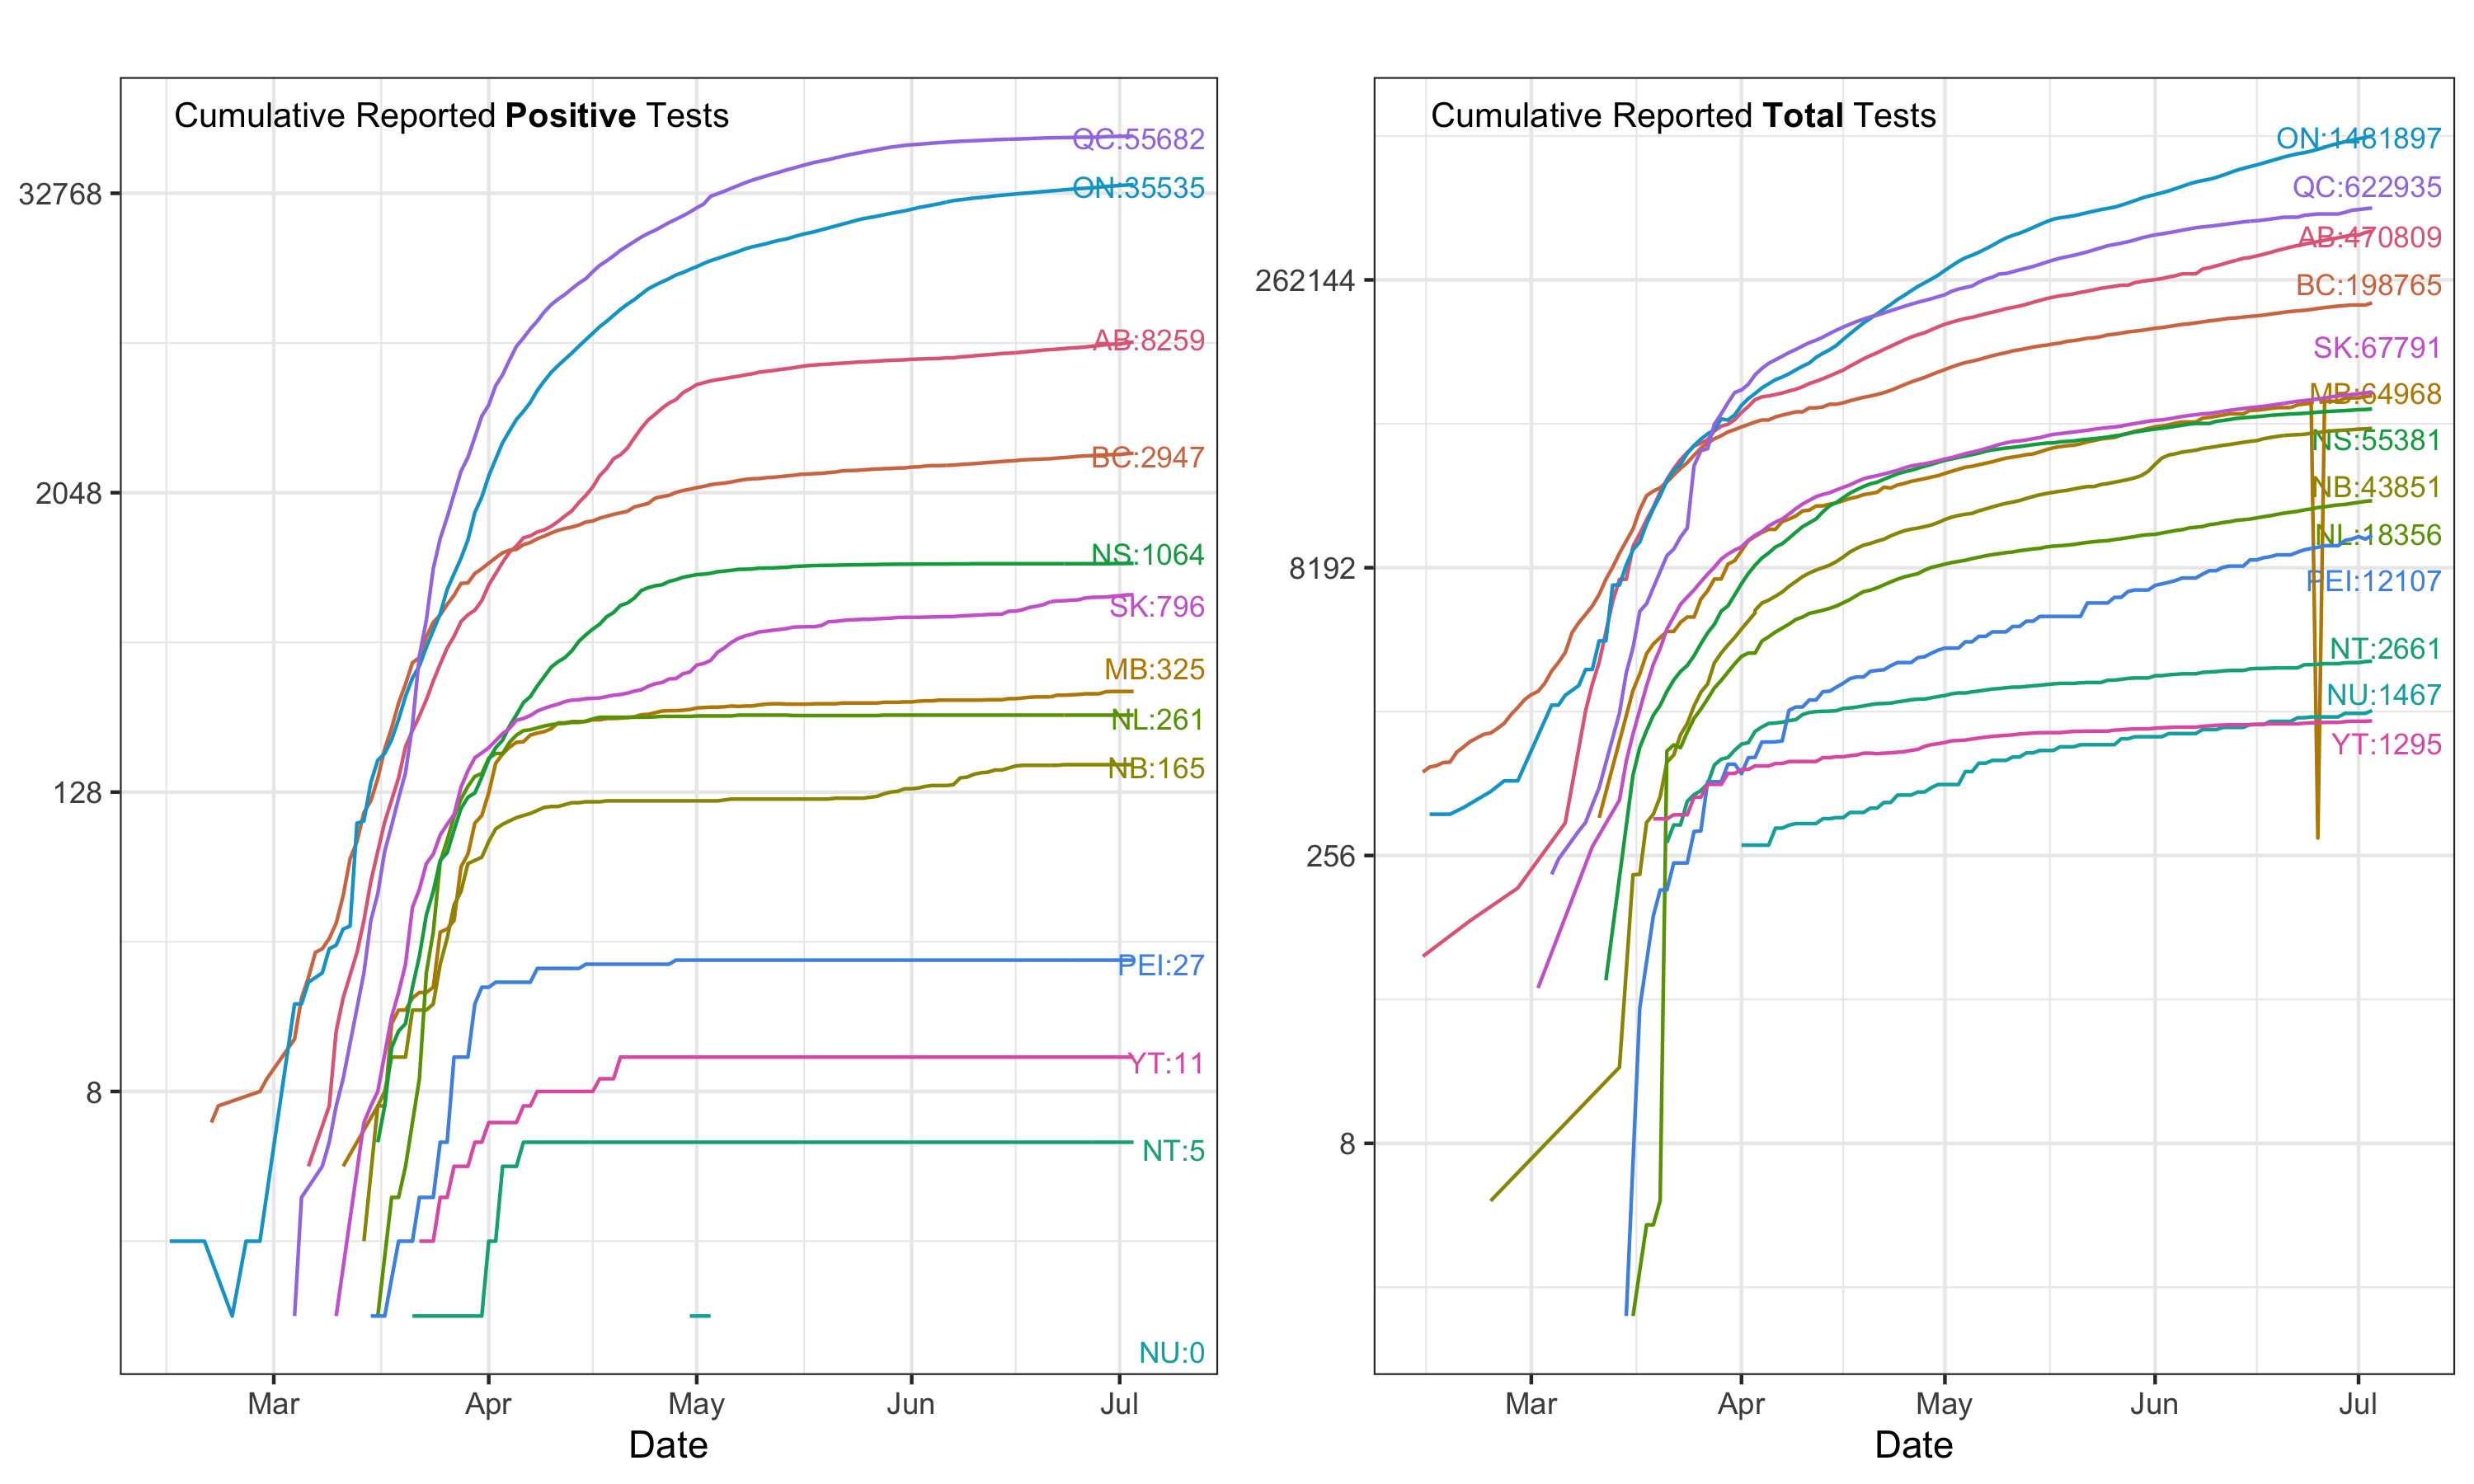 Cumulative Reported Positive Tests
QC:55682
ON:35535
AB:8259
BC:2947
NS:1064
SK:796
MB:325
NL:261
NB:165
PEI:27
YT:11
NT:5
NU:0
32768
2048
128
8
Mar Apr May Jun Jul
Date
Cumulative Reported Total Tests
ON:1481897
QC:622935
AB:470809
BC:198765
SK:67791
MB:64968
NS:55381
NB:43851
NL:18356
PEI:12107
NT:2661
NU:1467
YT:1295
262144
8192
256
8
Mar Apr May Jun Jul
Date